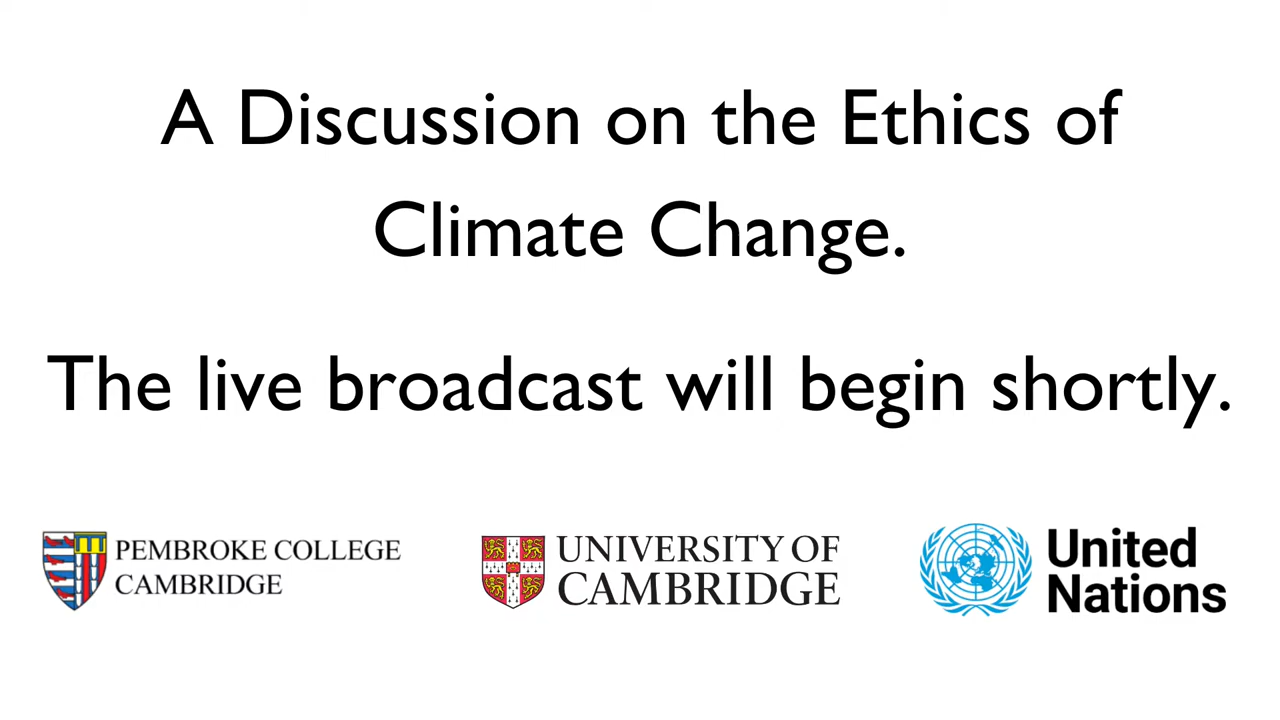 A Discussion on the Ethics of
Climate Change.
The live broadcast will begin shortly.
PEMBROKE COLLEGE
CAMBRIDGE
UNIVERSITY OF
CAMBRIDGE
United
Nations